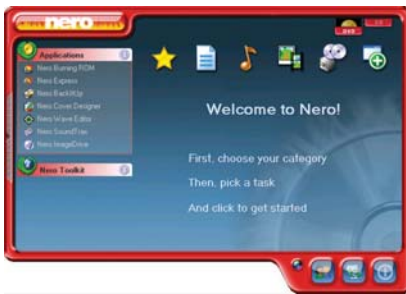 nero
DVD
Applications
Nero Burning ROM
Nero Express
Nero BackItUp
Nero Cover Designer
Nero Wave Editor
Nero SoundTrax
Nero ImageDrive
Nero Toolkit
Welcome to Nero!
First, choose your category
Then, pick a task
And click to get started